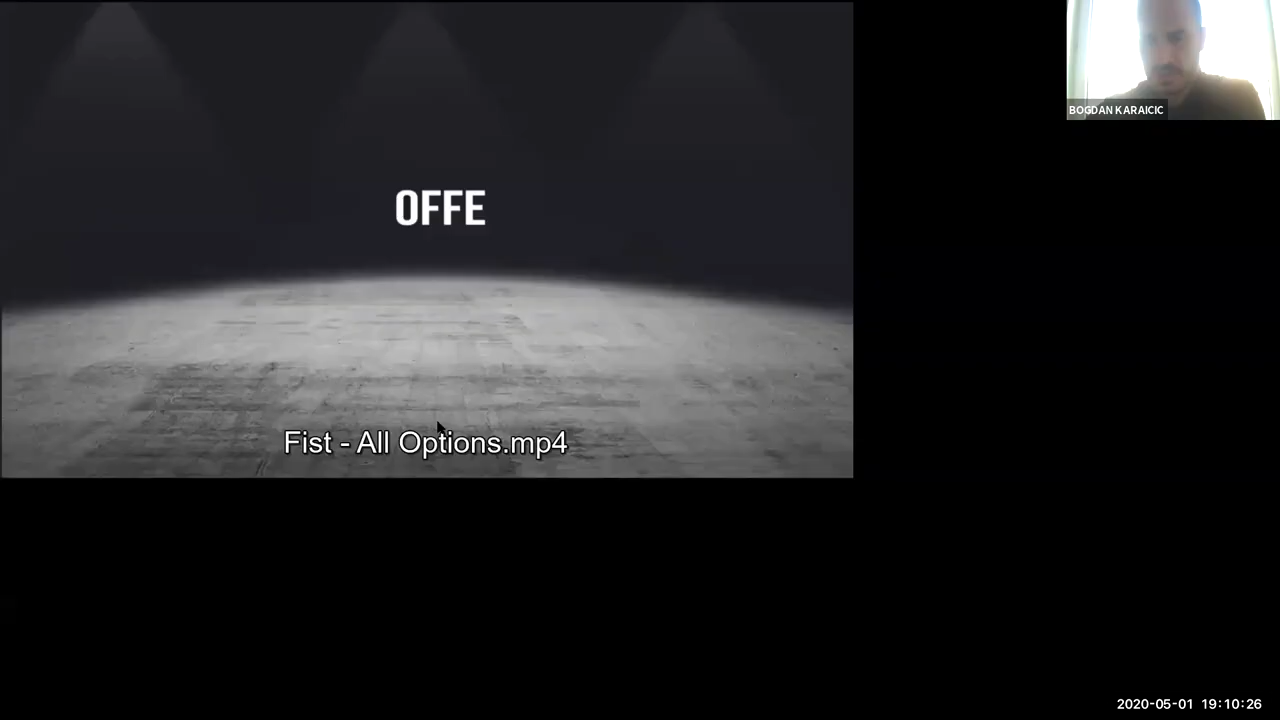 BOGDAN KARAICIC
OFFE
Fist - All Options.mp4
2020-05-01 19:10:26